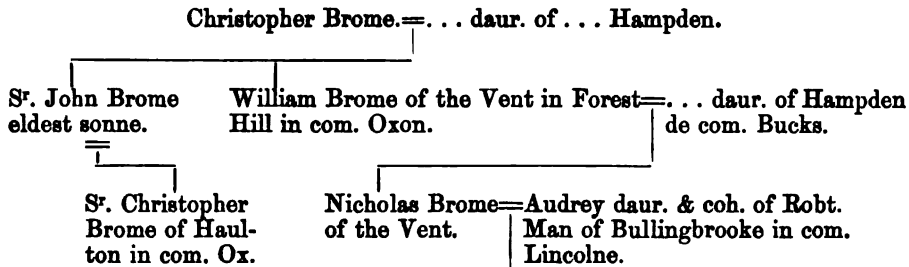 Christopher Brome.=. . . daur. of . . . Hampden.
Sr. John Brome eldest sonne.
William Brome of the Vent in Forest=. . . daur. of Hampden
Hill in com. Oxon.
de com. Bucks.
Sr. Christopher
Brome of Haul-
ton in com. Ox.
Nicholas Brome=Audrey daur. & coh. of Robt.
of the Vent.
Man of Bullingbrooke in com.
Lincolne.